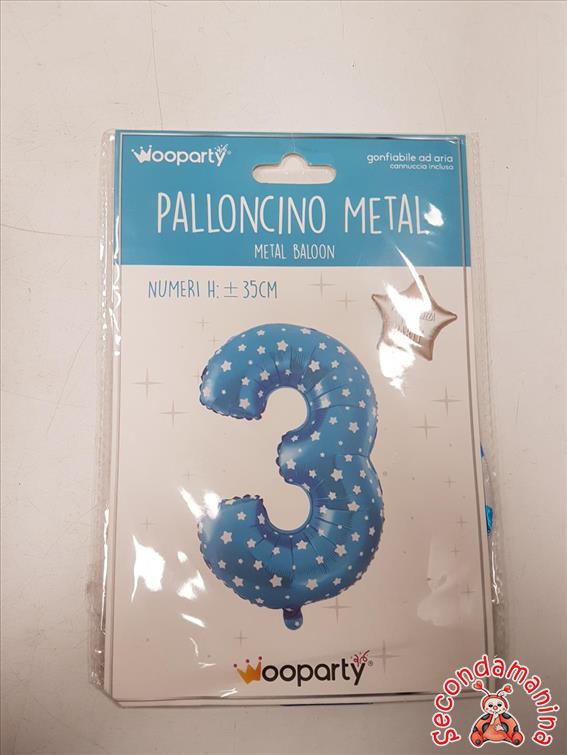 Wooparty®
gonfiabile ad aria
cannuccia inclusa
PALLONCINO METAL
METAL BALOON
NUMERI H: ± 35CM
3
Wooparty®
Secondamanina